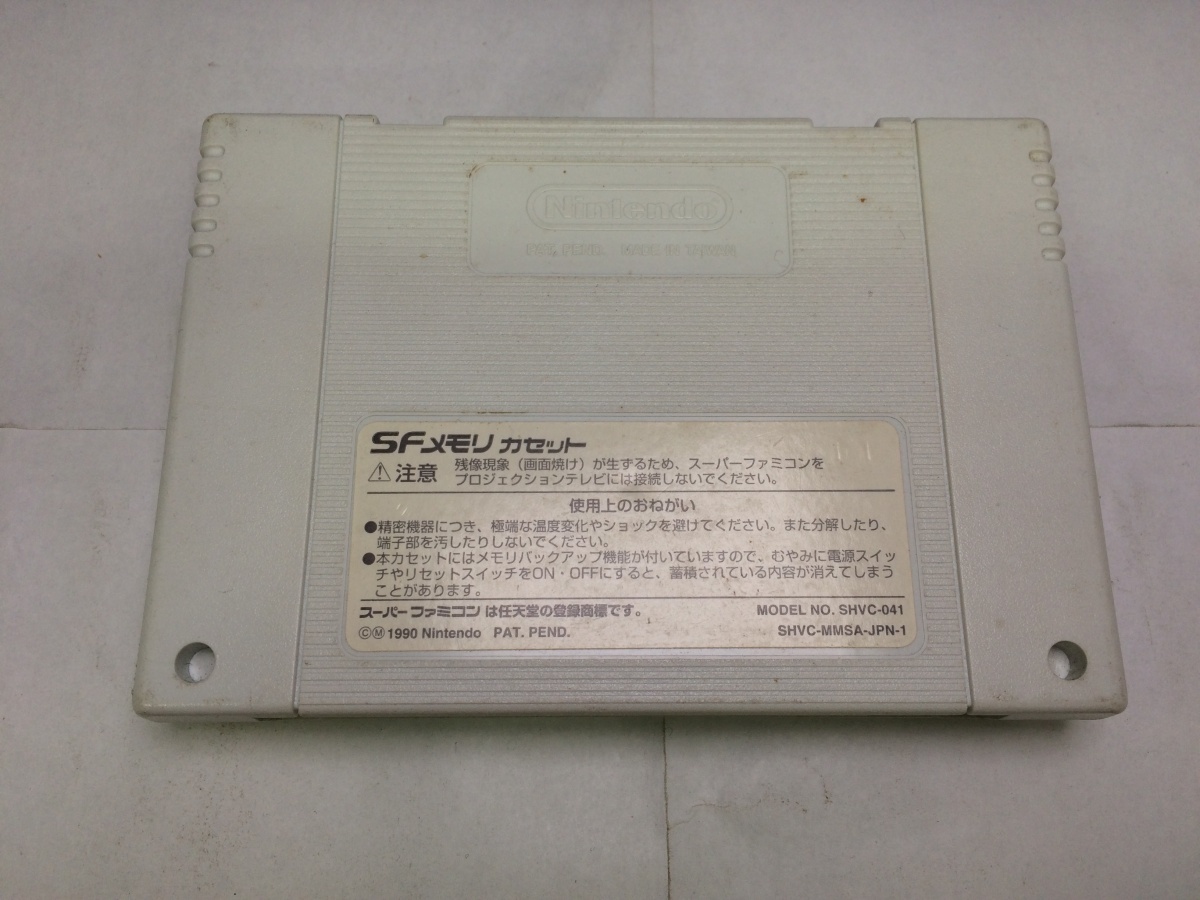 Nintendo
PAT. PEND. MADE IN TAIWAN
SFメモリ カセット
注意 残像現象（画面焼け）が生ずるため、スーパーファミコンを
プロジェクションテレビには接続しないでください。
使用上のおねがい
●精密機器につき、極端な温度変化やショックを避けてください。また分解したり、
端子部を汚したりしないでください。
●本カセットにはメモリバックアップ機能が付いていますので、むやみに電源スイッ
チやリセットスイッチをON・OFFにすると、蓄積されている内容が消えてしまう
ことがあります。
スーパーファミコンは任天堂の登録商標です。 MODEL NO. SHVC-041
ⒸⓂ1990 Nintendo PAT. PEND. SHVC-MMSA-JPN-1